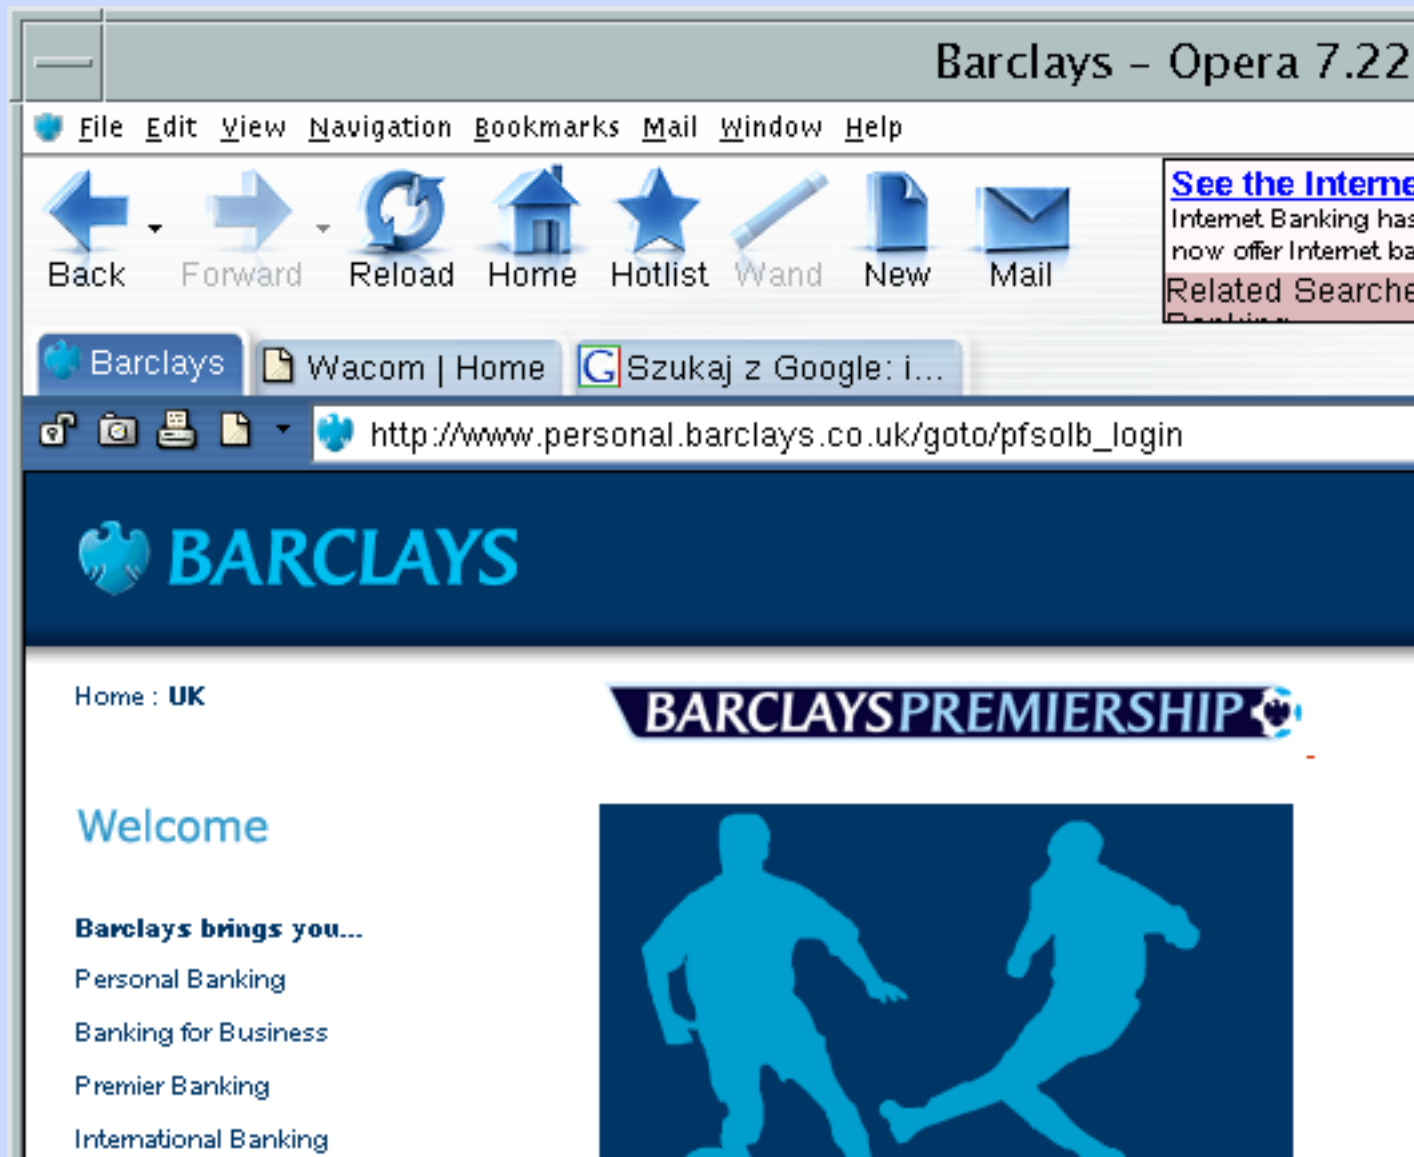 Barclays – Opera 7.22
File Edit View Navigation Bookmarks Mail Window Help
Back Forward Reload Home Hotlist Wand New Mail
See the Interne
Internet Banking has
now offer Internet ba
Related Searche
Barclays Wacom | Home Szukaj z Google: i...
http://www.personal.barclays.co.uk/goto/pfsolb_login
BARCLAYS
Home : UK
BARCLAYS PREMIERSHIP
Welcome
Barclays brings you...
Personal Banking
Banking for Business
Premier Banking
International Banking